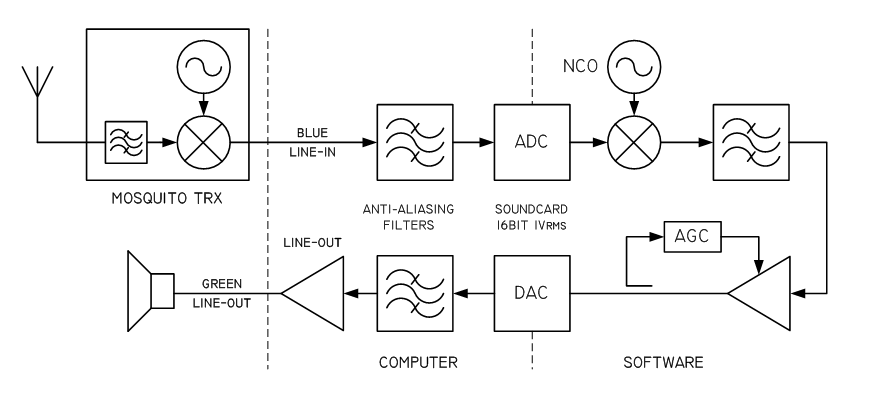 NCO
BLUE
LINE-IN
ADC
MOSQUITO TRX
ANTI-ALIASING
FILTERS
SOUNDCARD
16BIT 1VRMS
LINE-OUT
AGC
GREEN
LINE-OUT
DAC
COMPUTER
SOFTWARE